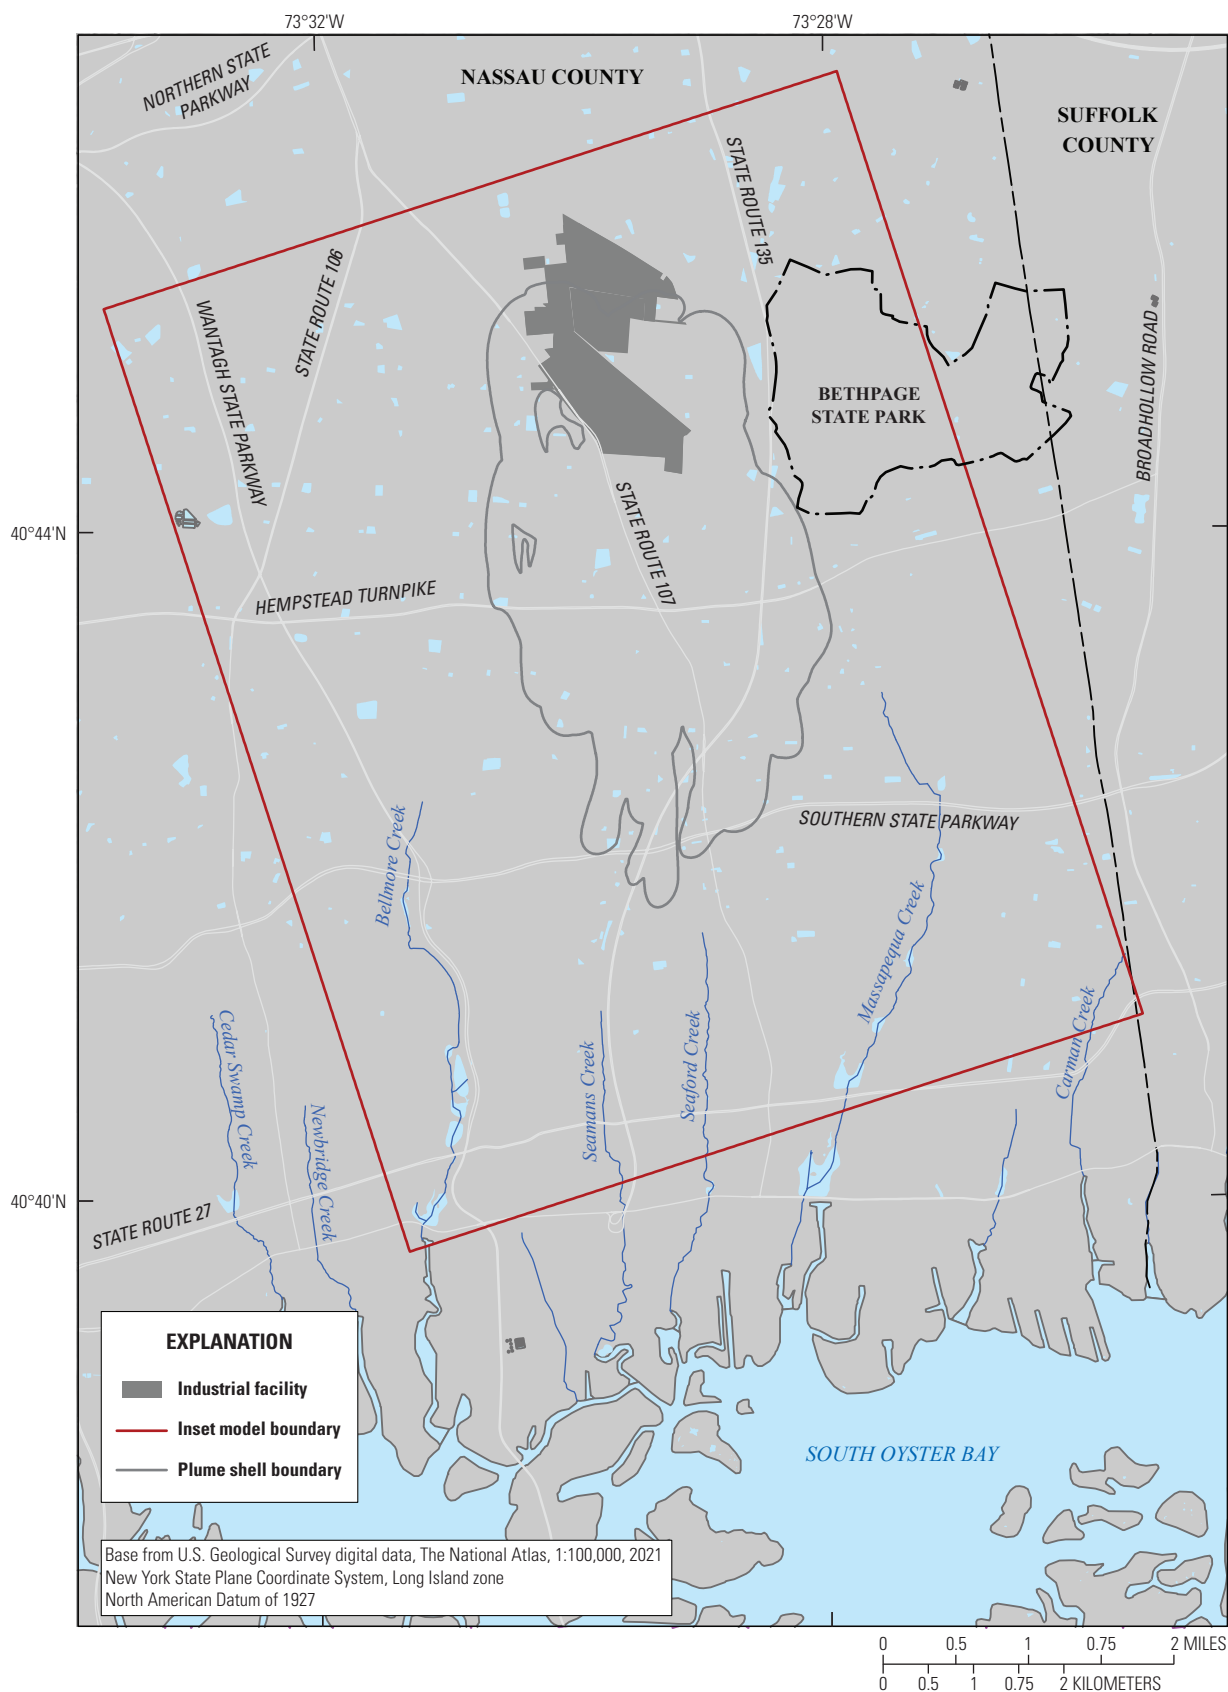 73°32'W
73°28'W
NORTHERN STATE
PARKWAY
NASSAU COUNTY
SUFFOLK
COUNTY
STATE ROUTE 135
STATE ROUTE 106
WANTAGH STATE PARKWAY
BROADHOLLOW ROAD
BETHPAGE
STATE PARK
STATE ROUTE 107
40°44'N
HEMPSTEAD TURNPIKE
SOUTHERN STATE PARKWAY
Bellmore Creek
Massapequa Creek
Cedar Swamp Creek
Newbridge Creek
Seamans Creek
Seaford Creek
Carman Creek
40°40'N
STATE ROUTE 27
EXPLANATION
Industrial facility
Inset model boundary
Plume shell boundary
SOUTH OYSTER BAY
Base from U.S. Geological Survey digital data, The National Atlas, 1:100,000, 2021
New York State Plane Coordinate System, Long Island zone
North American Datum of 1927
0 0.5 1 0.75 2 MILES
0 0.5 1 0.75 2 KILOMETERS